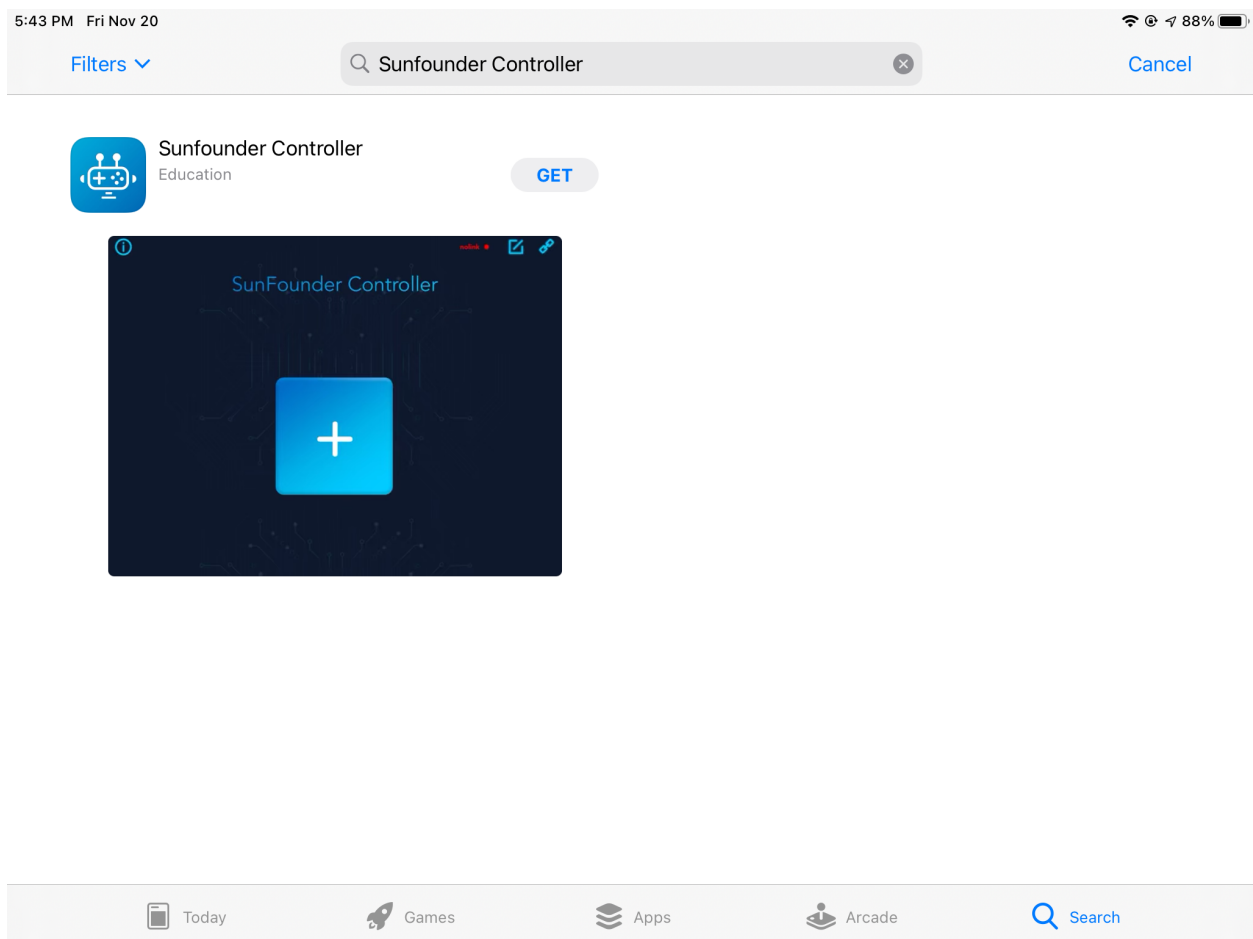 5:43 PM Fri Nov 20 88%
Filters Sunfounder Controller Cancel
Sunfounder Controller
Education
GET
SunFounder Controller
Today Games Apps Arcade Search